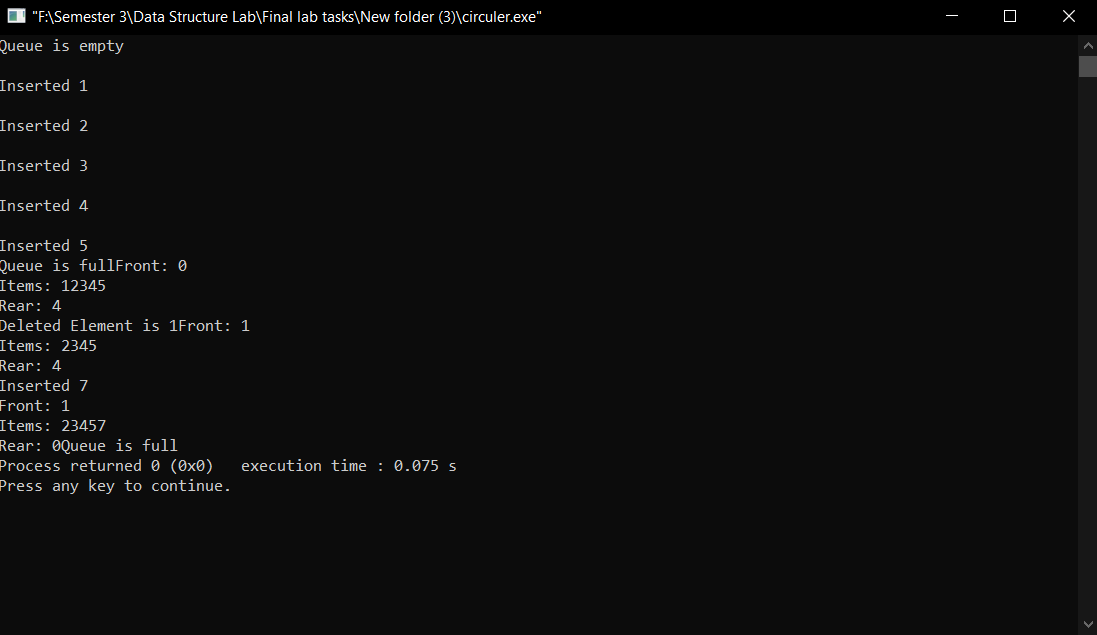 "F:\Semester 3\Data Structure Lab\Final lab tasks\New folder (3)\circuler.exe"
Queue is empty
Inserted 1
Inserted 2
Inserted 3
Inserted 4
Inserted 5
Queue is fullFront: 0
Items: 12345
Rear: 4
Deleted Element is 1Front: 1
Items: 2345
Rear: 4
Inserted 7
Front: 1
Items: 23457
Rear: 0Queue is full
Process returned 0 (0x0)   execution time : 0.075 s
Press any key to continue.